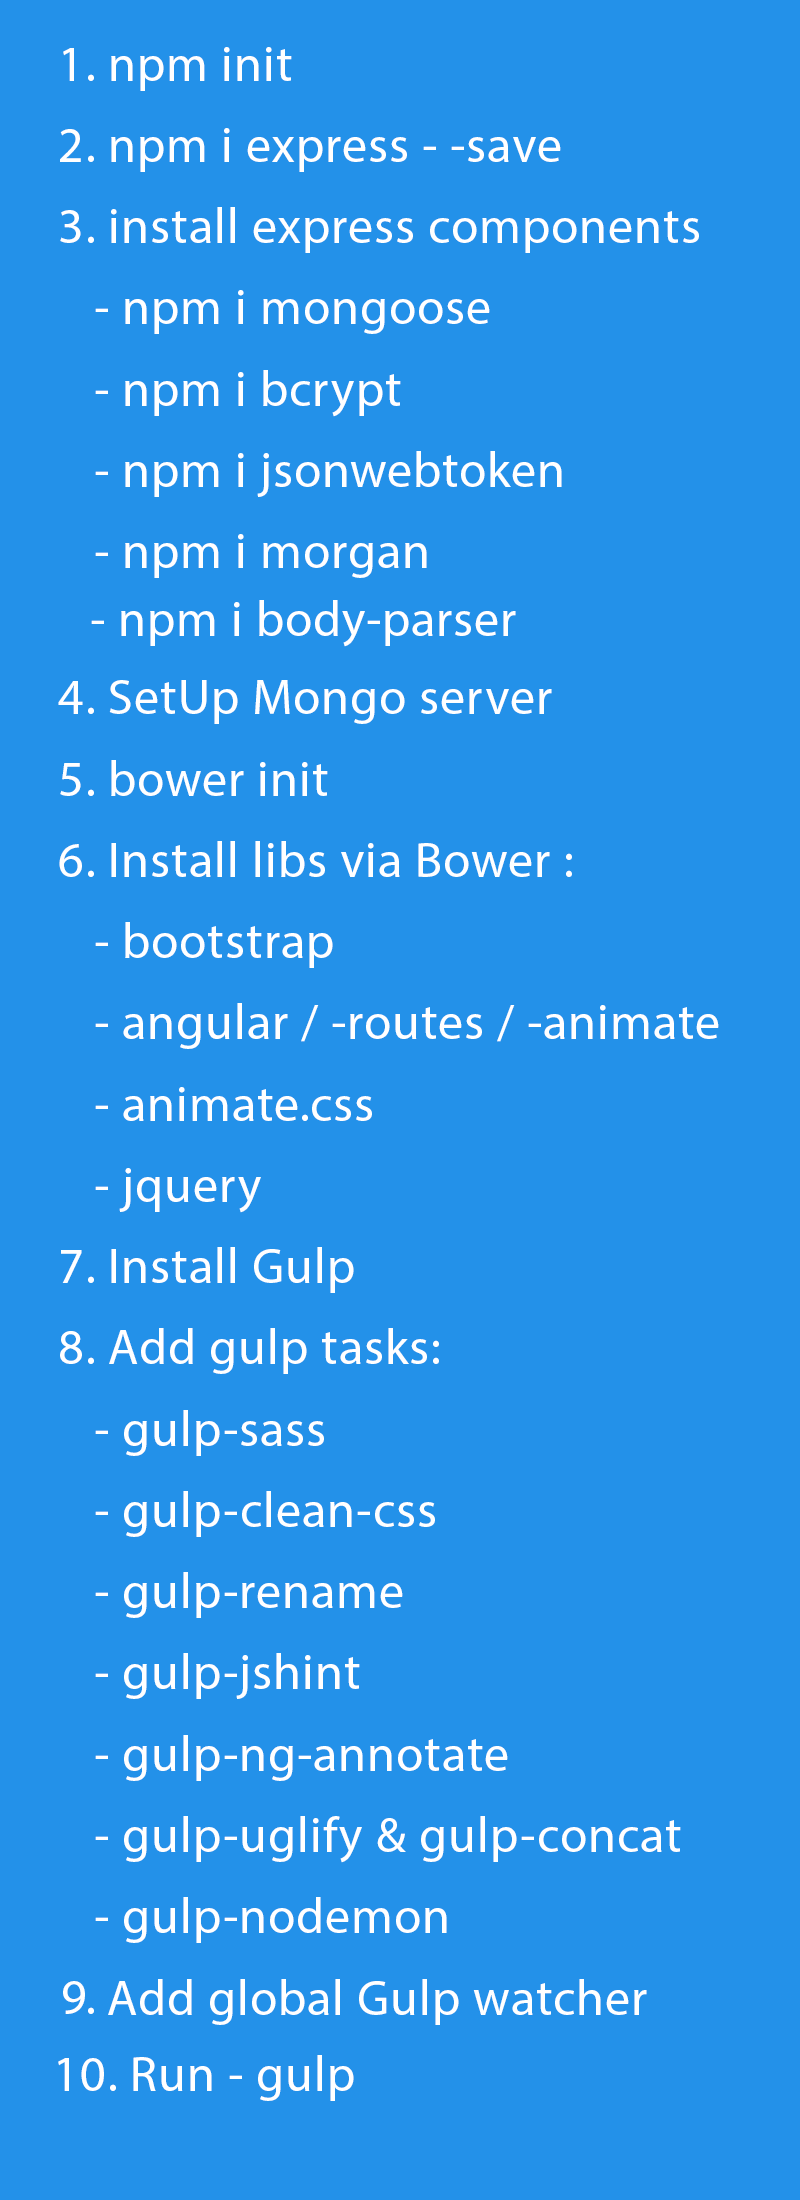 1. npm init
2. npm i express - -save
3. install express components
- npm i mongoose
- npm i bcrypt
- npm i jsonwebtoken
- npm i morgan
- npm i body-parser
4. SetUp Mongo server
5. bower init
6. Install libs via Bower :
- bootstrap
- angular / -routes / -animate
- animate.css
- jquery
7. Install Gulp
8. Add gulp tasks:
- gulp-sass
- gulp-clean-css
- gulp-rename
- gulp-jshint
- gulp-ng-annotate
- gulp-uglify & gulp-concat
- gulp-nodemon
9. Add global Gulp watcher
10. Run - gulp